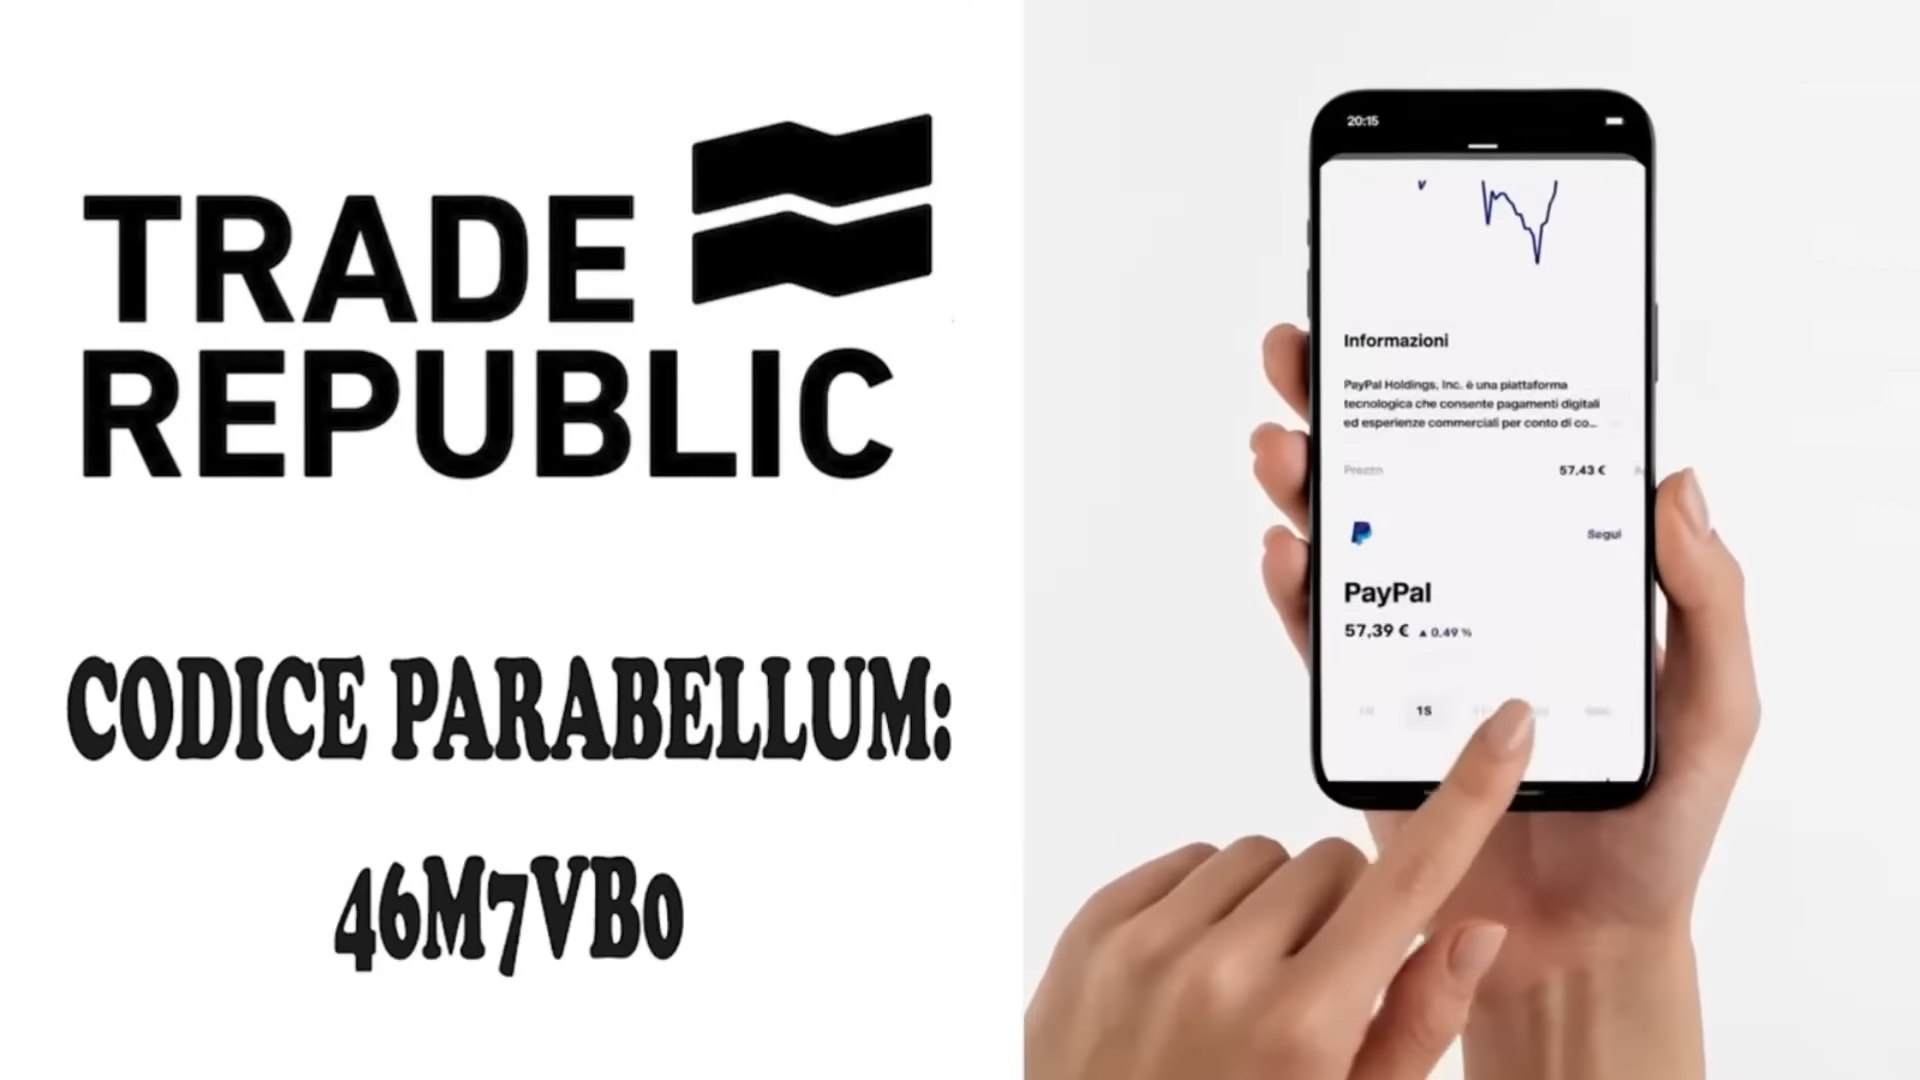 TRADE
REPUBLIC
CODICE PARABELLUM:
46M7VB0
20:15
Informazioni
PayPal Holdings, Inc. è una piattaforma
tecnologica che consente pagamenti digitali
ed esperienze commerciali per conto di co...
Prezzo 57,43 €
Segui
PayPal
57,39 € ▲ 0.49 %
1S